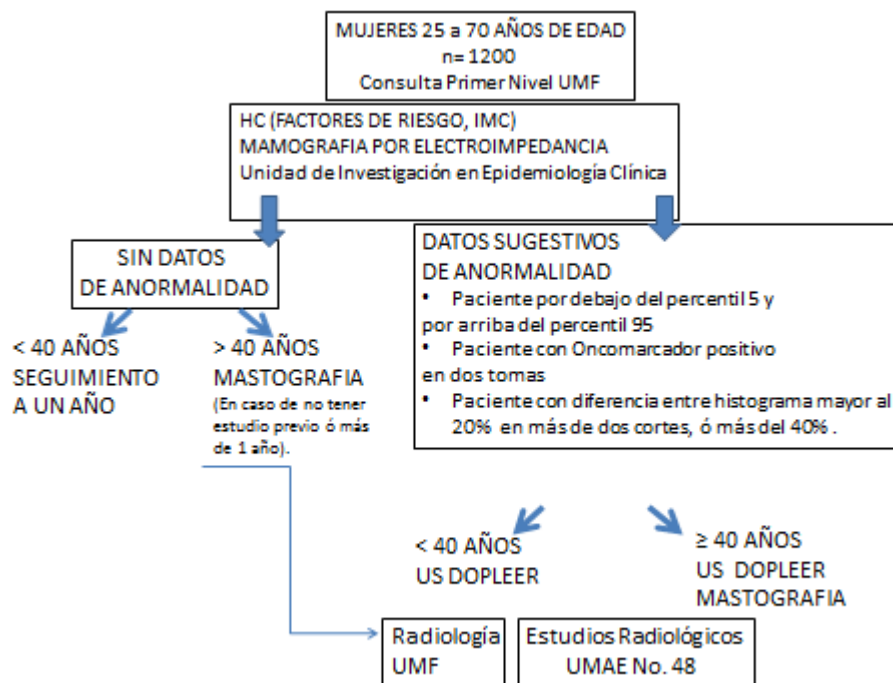 MUJERES 25 a 70 AÑOS DE EDAD
n= 1200
Consulta Primer Nivel UMF
HC (FACTORES DE RIESGO, IMC)
MAMOGRAFIA POR ELECTROIMPEDANCIA
Unidad de Investigación en Epidemiología Clínica
SIN DATOS
DE ANORMALIDAD
< 40 AÑOS
SEGUIMIENTO
A UN AÑO
> 40 AÑOS
MASTOGRAFIA
(En caso de no tener
estudio previo ó más
de 1 año).
DATOS SUGESTIVOS
DE ANORMALIDAD
• Paciente por debajo del percentil 5 y
por arriba del percentil 95
• Paciente con Oncomarcador positivo
en dos tomas
• Paciente con diferencia entre histograma mayor al
20% en más de dos cortes, ó más del 40% .
< 40 AÑOS
US DOPLEER
≥ 40 AÑOS
US DOPLEER
MASTOGRAFIA
Radiología
UMF
Estudios Radiológicos
UMAE No. 48